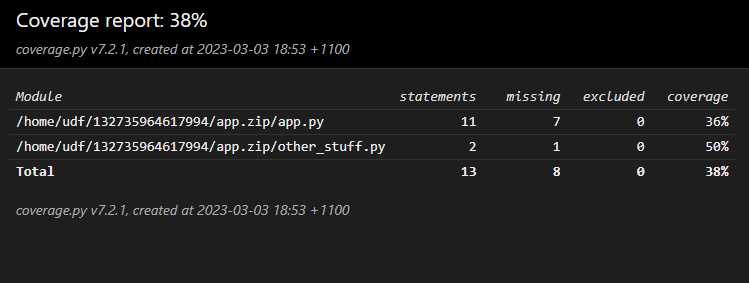 Coverage report: 38%
coverage.py v7.2.1, created at 2023-03-03 18:53 +1100
Module statements missing excluded coverage
/home/udf/132735964617994/app.zip/app.py 11 7 0 36%
/home/udf/132735964617994/app.zip/other_stuff.py 2 1 0 50%
Total 13 8 0 38%
coverage.py v7.2.1, created at 2023-03-03 18:53 +1100